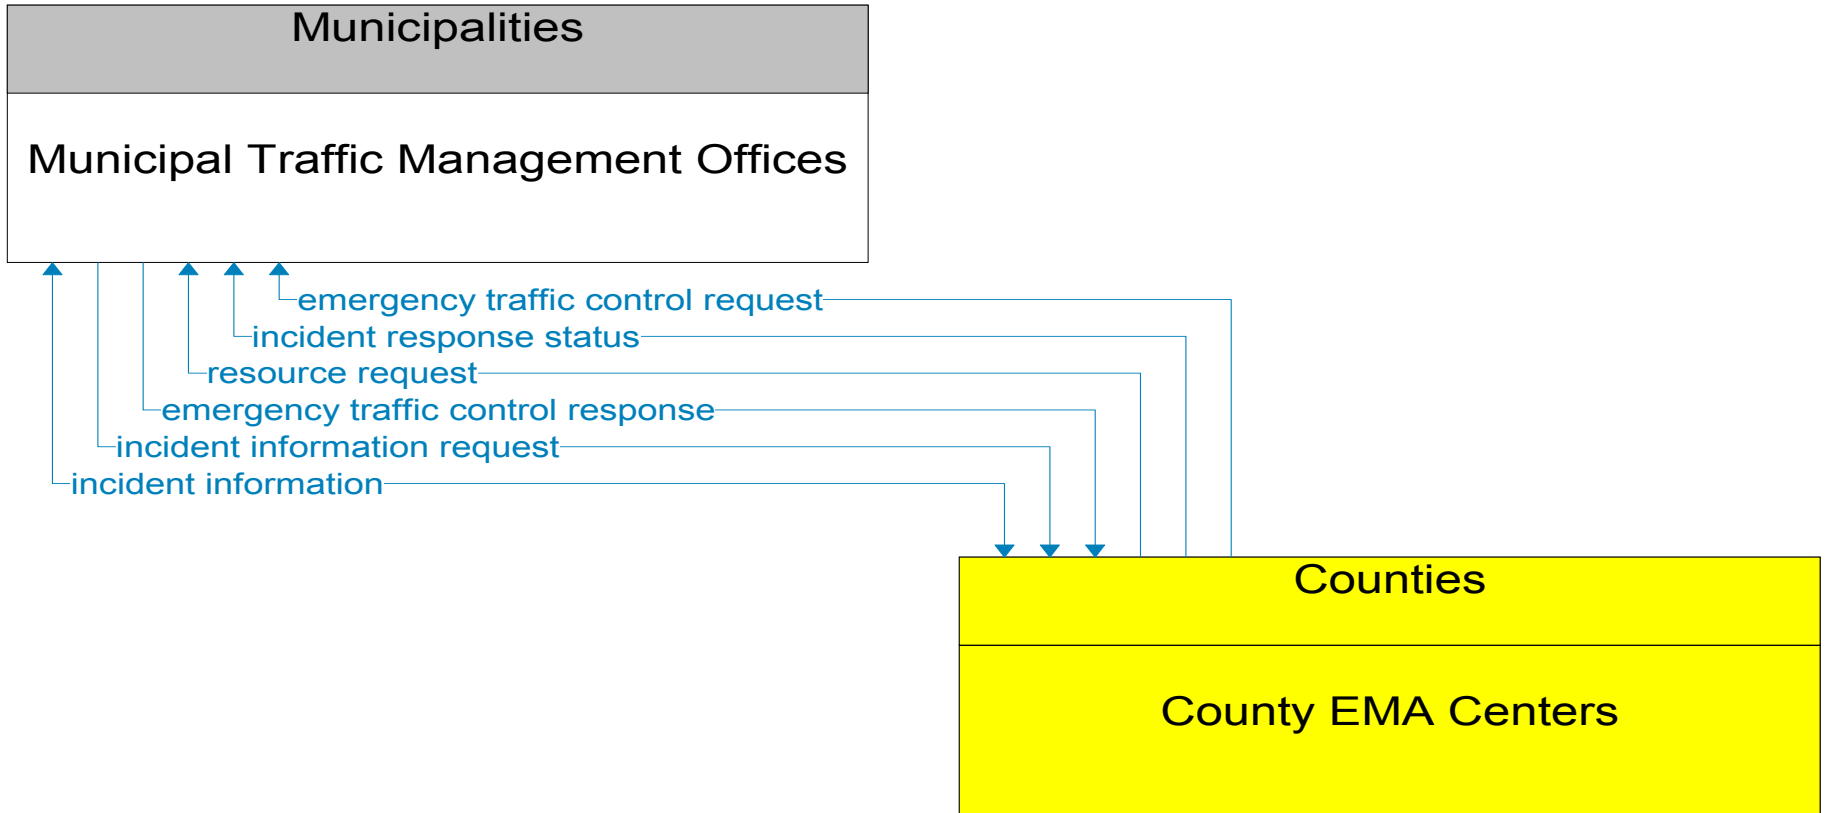 Municipalities
Municipal Traffic Management Offices
emergency traffic control request
incident response status
resource request
emergency traffic control response
incident information request
incident information
Counties
County EMA Centers